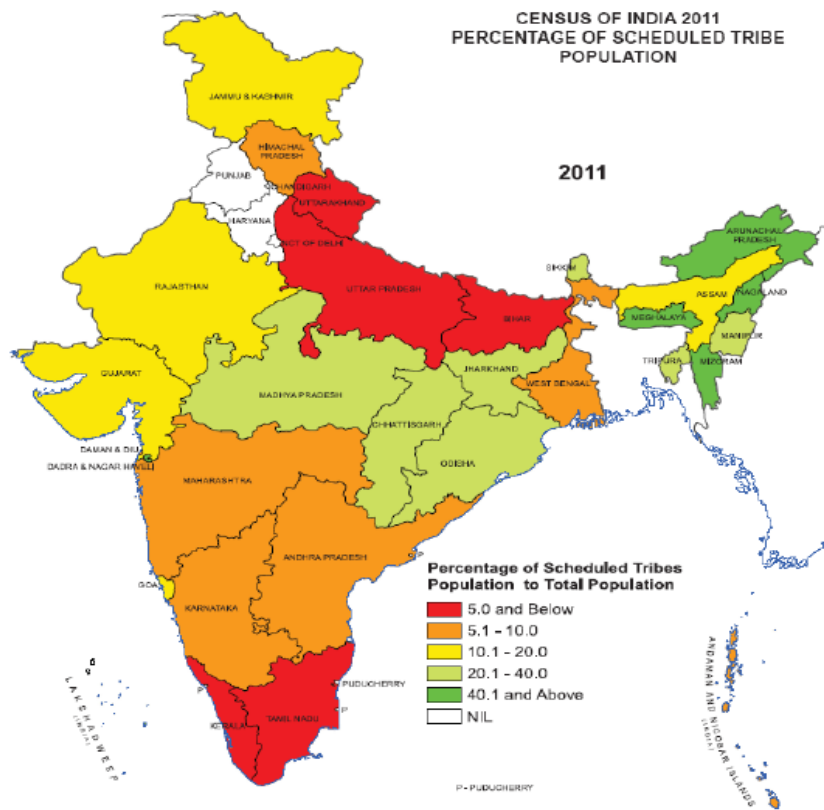 CENSUS OF INDIA 2011
PERCENTAGE OF SCHEDULED TRIBE
POPULATION
2011
JAMMU & KASHMIR
HIMACHAL
PRADESH
PUNJAB
CHANDIGARH
UTTARAKHAND
HARYANA
NCT OF DELHI
RAJASTHAN
UTTAR PRADESH
BIHAR
SIKKIM
ARUNACHAL
PRADESH
ASSAM
NAGALAND
MEGHALAYA
MANIPUR
TRIPURA
MIZORAM
GUJARAT
MADHYA PRADESH
JHARKHAND
WEST BENGAL
CHHATTISGARH
ODISHA
DAMAN & DIU
DADRA & NAGAR HAVELI
MAHARASHTRA
ANDHRA PRADESH
P
GOA
KARNATAKA
Percentage of Scheduled Tribes
Population to Total Population
5.0 and Below
5.1 - 10.0
10.1 - 20.0
20.1 - 40.0
40.1 and Above
NIL
PUDUCHERRY
P
P
KERALA
TAMIL NADU
LAKSHADWEEP
(INDIA)
ANDAMAN AND NICOBAR ISLANDS
(INDIA)
P - PUDUCHERRY